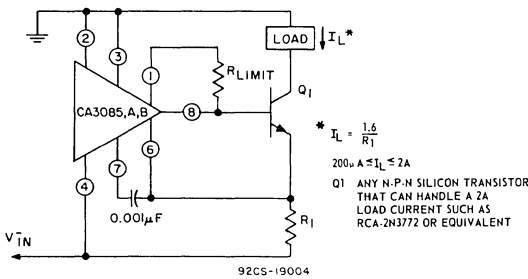 2
3
1
LOAD
I_L*
R_LIMIT
Q1
CA3085,A,B
8
* I_L = 1.6/R1
200µA ≤ I_L ≤ 2A
7
6
4
0.001µF
Q1 ANY N-P-N SILICON TRANSISTOR
THAT CAN HANDLE A 2A
LOAD CURRENT SUCH AS
RCA-2N3772 OR EQUIVALENT
R1
V⁻_IN
92CS-19004